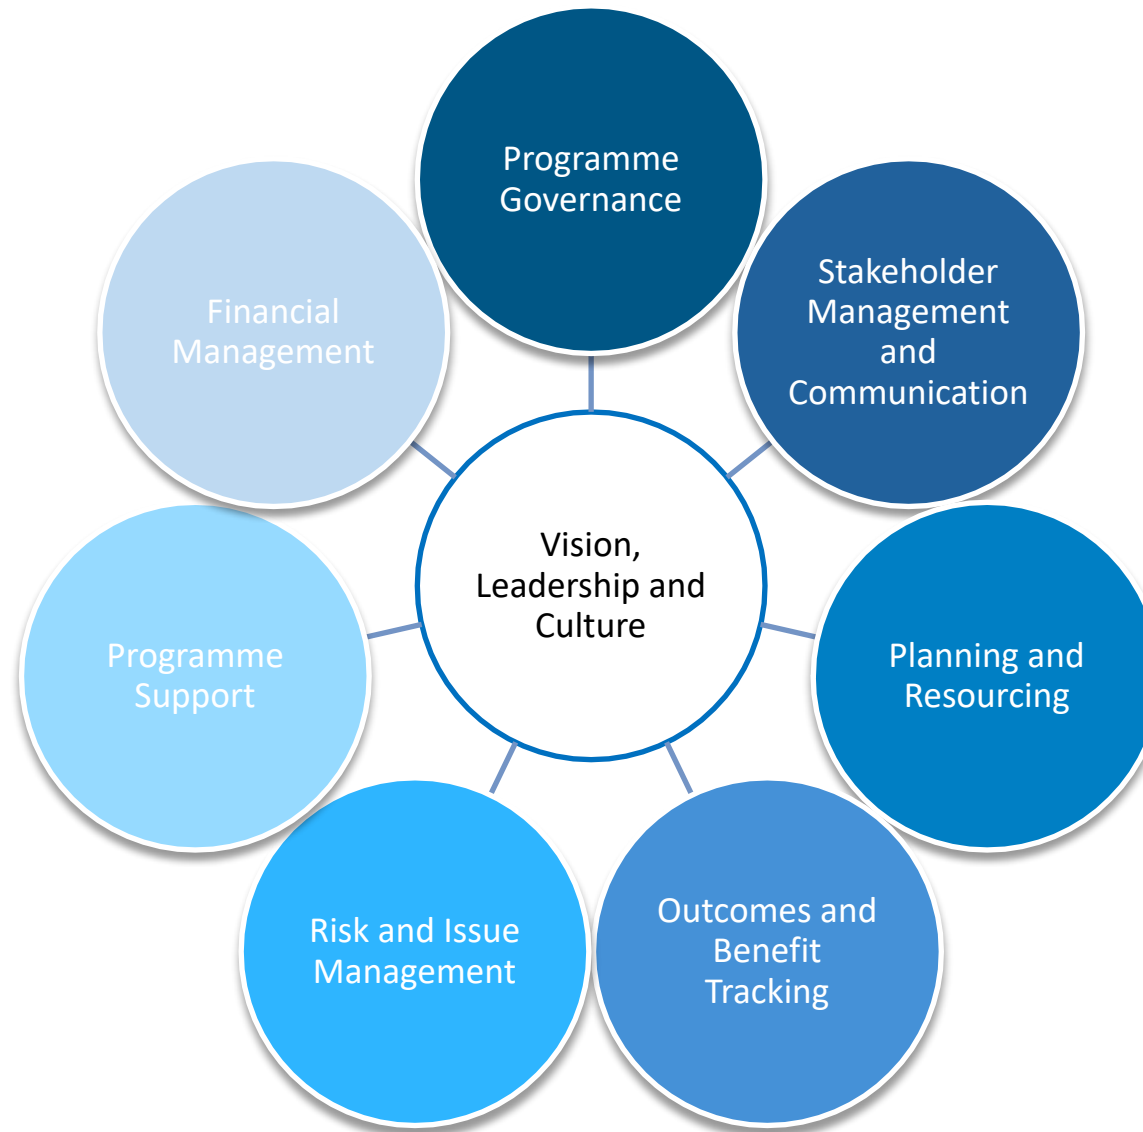 Programme
Governance
Stakeholder
Management
and
Communication
Planning and
Resourcing
Outcomes and
Benefit
Tracking
Risk and Issue
Management
Programme
Support
Financial
Management
Vision,
Leadership and
Culture